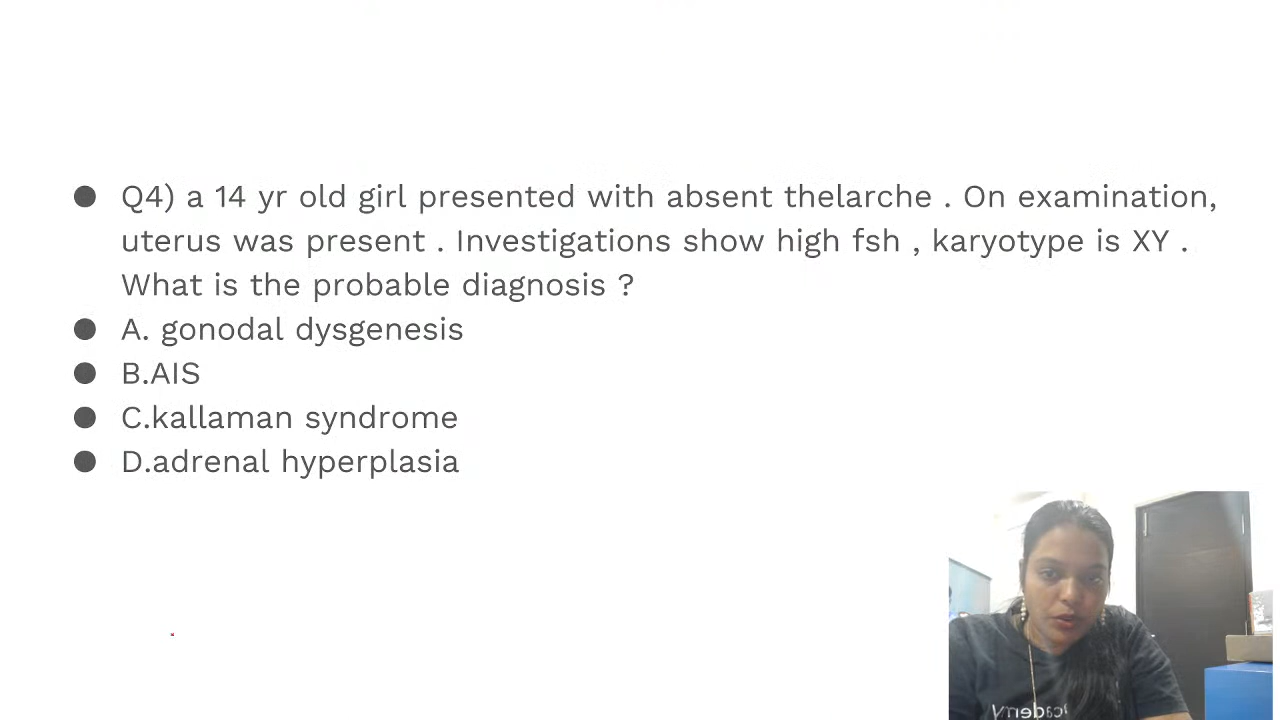 Q4) a 14 yr old girl presented with absent thelarche . On examination,
uterus was present . Investigations show high fsh , karyotype is XY .
What is the probable diagnosis ?
A. gonodal dysgenesis
B.AIS
C.kallaman syndrome
D.adrenal hyperplasia